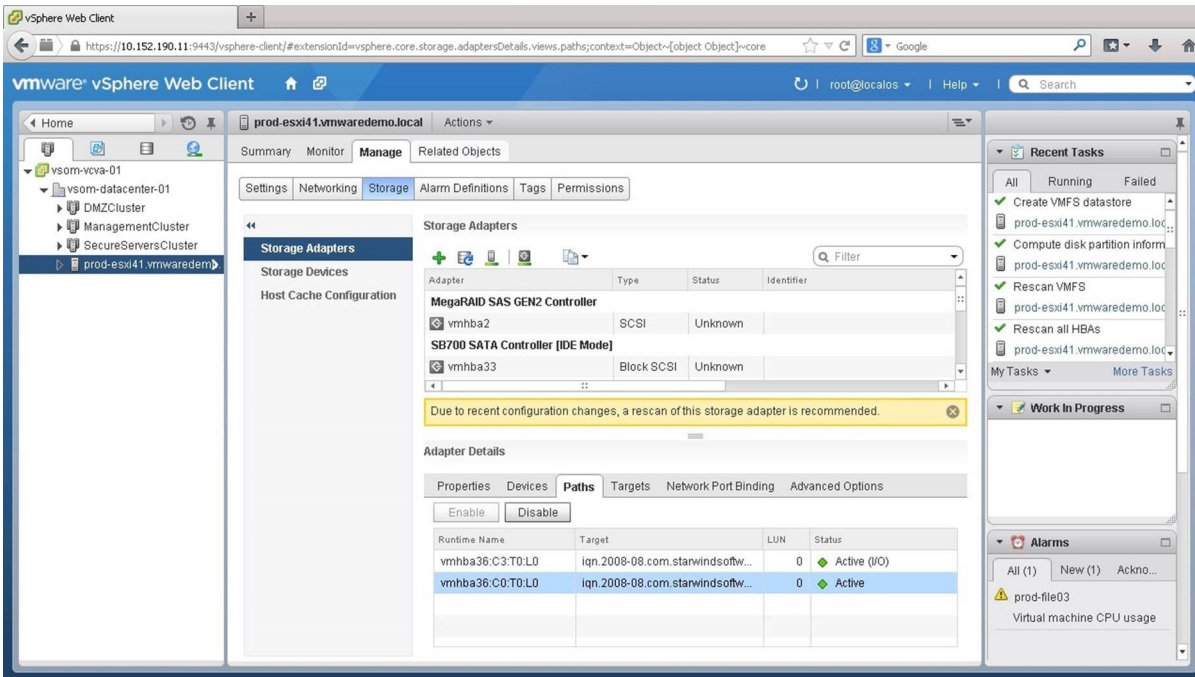 vSphere Web Client
https://10.152.190.11:9443/vsphere-client/#extensionId=vsphere.core.storage.adaptersDetails.views.paths;context=Object~[object Object]~core
Google
vmware® vSphere Web Client
root@localos
Help
Search
Home
vsom-vcva-01
vsom-datacenter-01
DMZCluster
ManagementCluster
SecureServersCluster
prod-esxi41.vmwaredem
prod-esxi41.vmwaredemo.local Actions
Summary Monitor Manage Related Objects
Settings Networking Storage Alarm Definitions Tags Permissions
Storage Adapters
Storage Devices
Host Cache Configuration
Storage Adapters
Filter
Adapter Type Status Identifier
MegaRAID SAS GEN2 Controller
vmhba2 SCSI Unknown
SB700 SATA Controller [IDE Mode]
vmhba33 Block SCSI Unknown
Due to recent configuration changes, a rescan of this storage adapter is recommended.
Adapter Details
Properties Devices Paths Targets Network Port Binding Advanced Options
Enable Disable
Runtime Name Target LUN Status
vmhba36:C3:T0:L0 iqn.2008-08.com.starwindsoftw... 0 Active (I/O)
vmhba36:C0:T0:L0 iqn.2008-08.com.starwindsoftw... 0 Active
Recent Tasks
All Running Failed
Create VMFS datastore
prod-esxi41.vmwaredemo.loc
Compute disk partition inform
prod-esxi41.vmwaredemo.loc
Rescan VMFS
prod-esxi41.vmwaredemo.loc
Rescan all HBAs
prod-esxi41.vmwaredemo.loc
My Tasks More Tasks
Work In Progress
Alarms
All (1) New (1) Ackno...
prod-file03
Virtual machine CPU usage